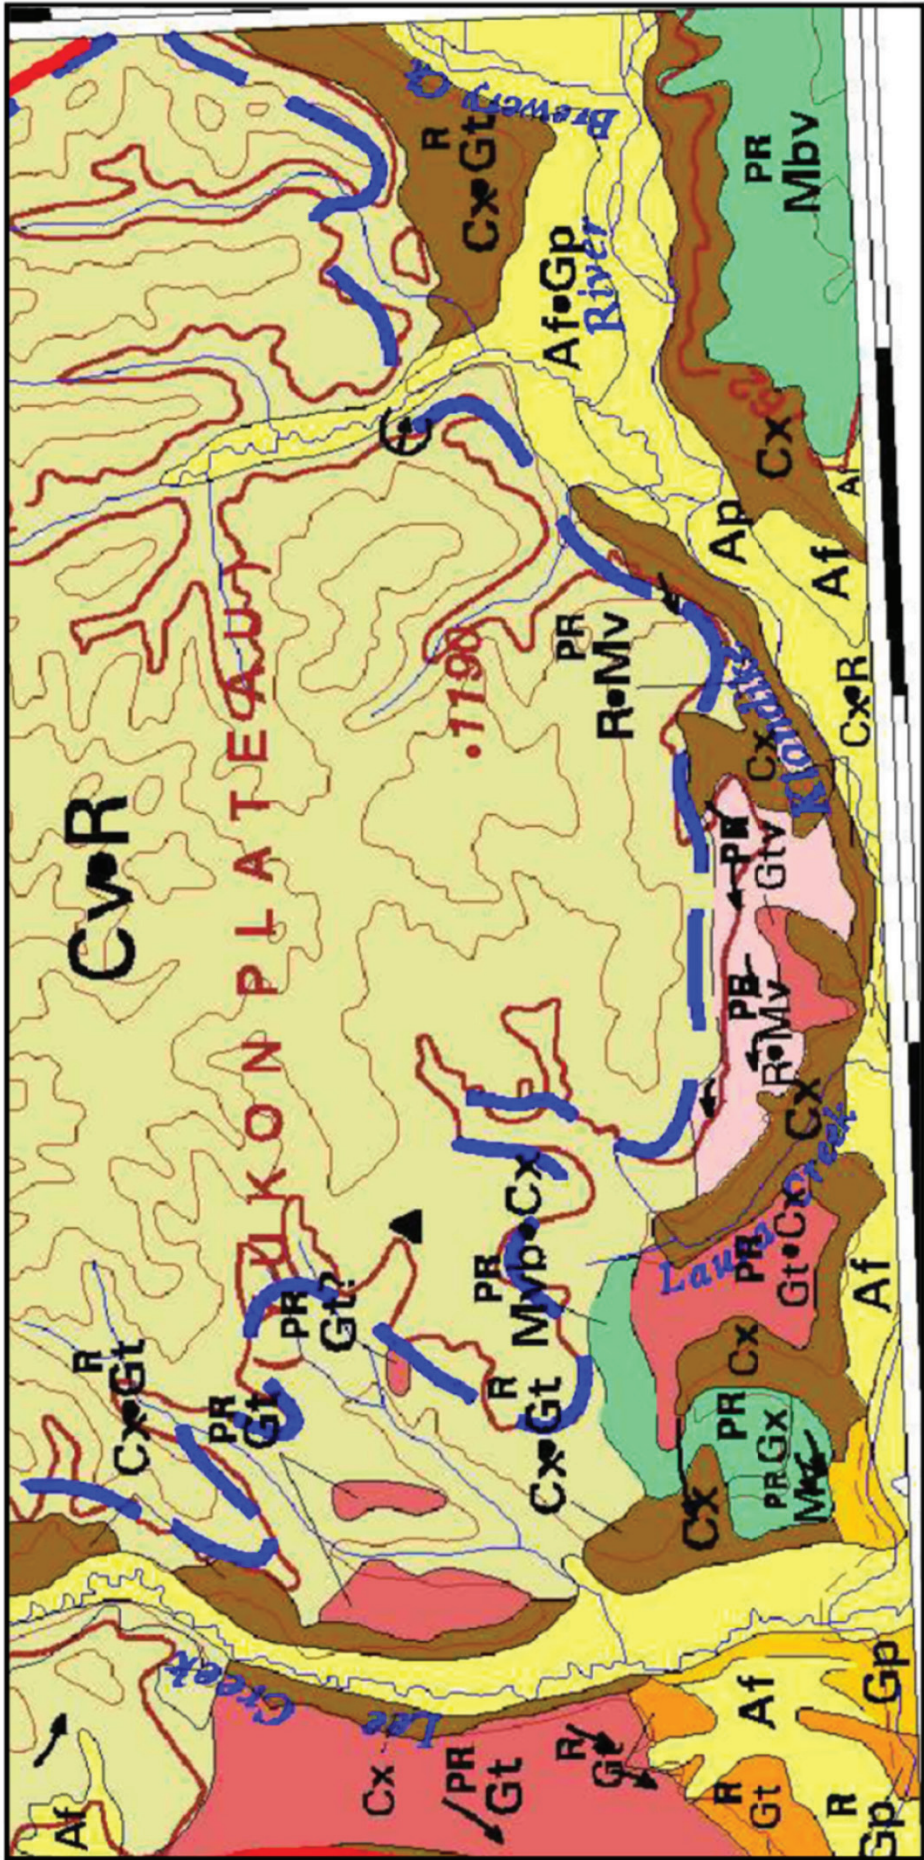 Af
Cv•R
R
Cx•Gt
Lee Creek
PR
Gt
YUKON PLATEAU
PR
Gt?
Cx
R
Cx•Gt
Brewery Cr
.1190
PR
Gt
R
Cx•Gt
PR
Mvb•Cx
R
Gt
PR
R•Mv
Af•Gp
River
Laura Creek
Cx
R
Gt
Af
PR
PR
Gt•Cx
Cx
PR
Gx
PR
R•Mv
PR
Gtv
Cx
Klondike
Ap
Cx
PR
Mbv
Cx
R
Gp
Gp
Af
Cx•R
Af
Af